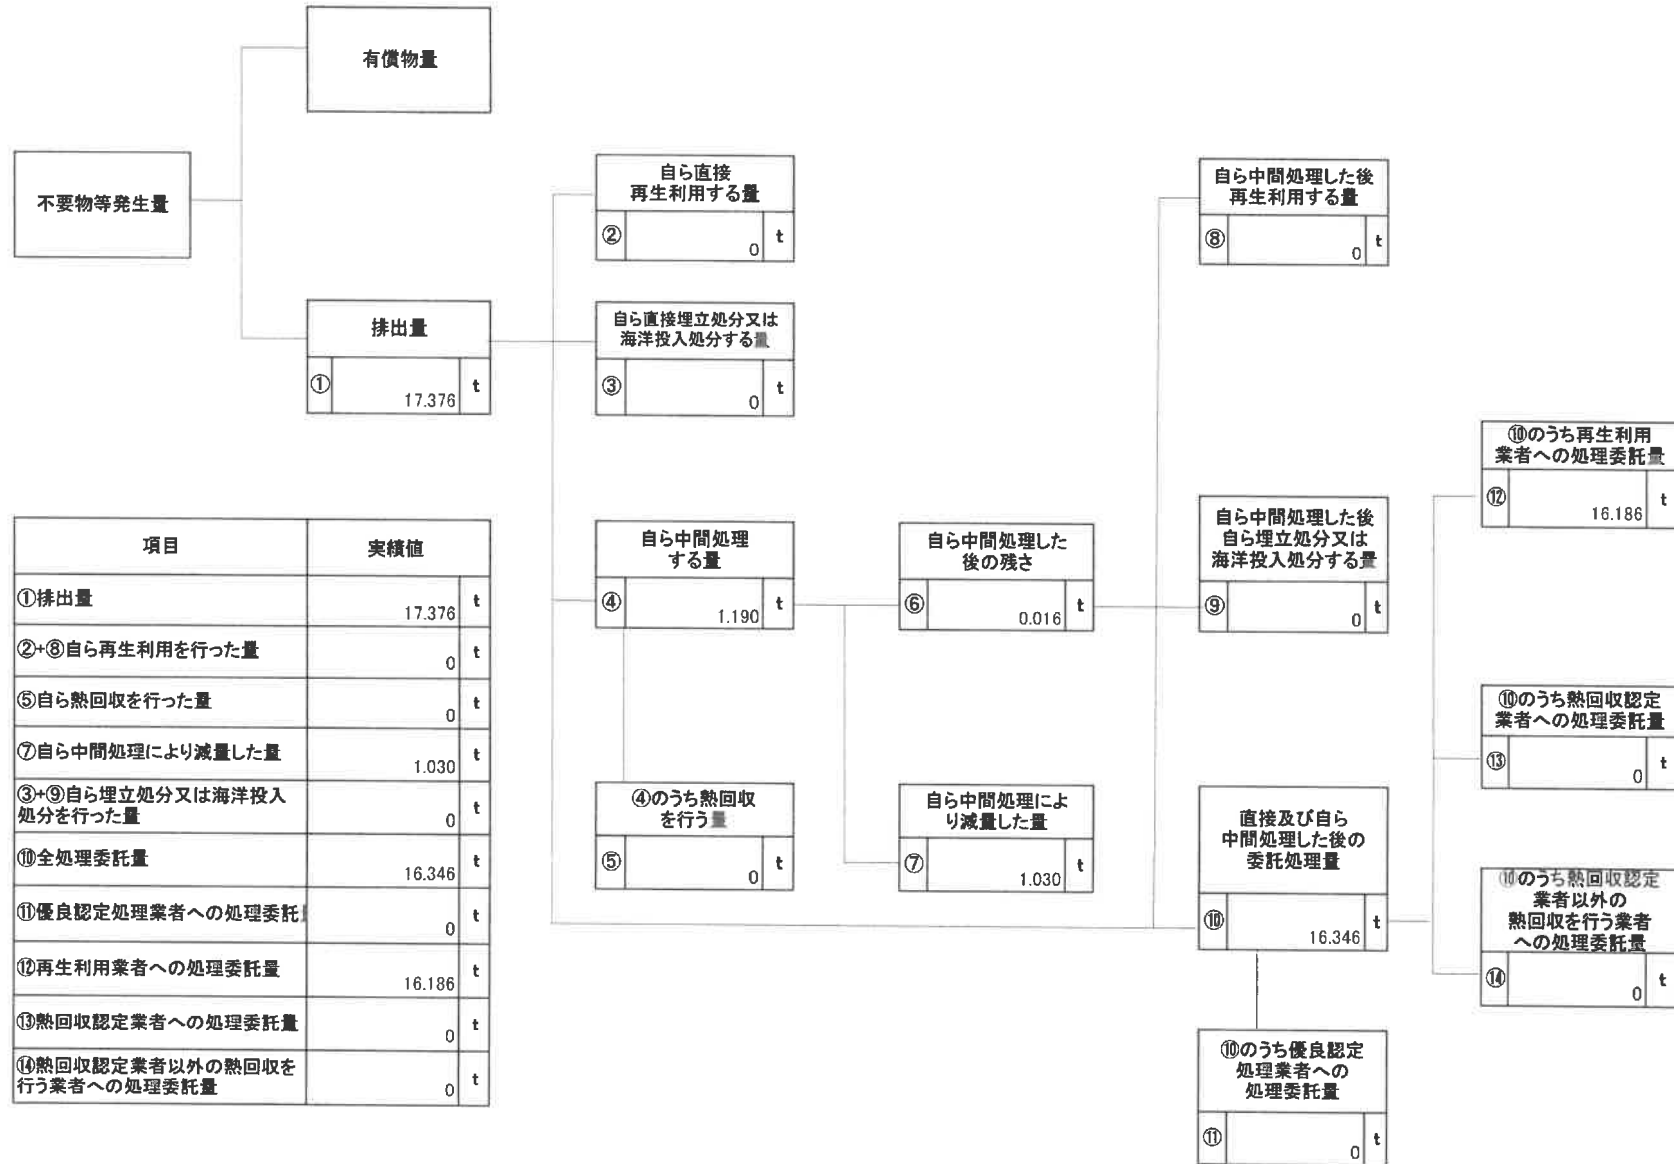 有償物量
不要物等発生量
排出量
① 17.376 t
自ら直接
再生利用する量
② 0 t
自ら直接埋立処分又は
海洋投入処分する量
③ 0 t
自ら中間処理
する量
④ 1.190 t
④のうち熱回収
を行う量
⑤ 0 t
自ら中間処理した
後の残さ
⑥ 0.016 t
自ら中間処理によ
り減量した量
⑦ 1.030 t
自ら中間処理した後
再生利用する量
⑧ 0 t
自ら中間処理した後
自ら埋立処分又は
海洋投入処分する量
⑨ 0 t
直接及び自ら
中間処理した後の
委託処理量
⑩ 16.346 t
⑩のうち優良認定
処理業者への
処理委託量
⑪ 0 t
⑩のうち再生利用
業者への処理委託量
⑫ 16.186 t
⑩のうち熱回収認定
業者への処理委託量
⑬ 0 t
⑩のうち熱回収認定
業者以外の
熱回収を行う業者
への処理委託量
⑭ 0 t
項目 実績値
①排出量 17.376 t
②+⑧自ら再生利用を行った量 0 t
⑤自ら熱回収を行った量 0 t
⑦自ら中間処理により減量した量 1.030 t
③+⑨自ら埋立処分又は海洋投入
処分を行った量 0 t
⑩全処理委託量 16.346 t
⑪優良認定処理業者への処理委託 0 t
⑫再生利用業者への処理委託量 16.186 t
⑬熱回収認定業者への処理委託量 0 t
⑭熱回収認定業者以外の熱回収を
行う業者への処理委託量 0 t